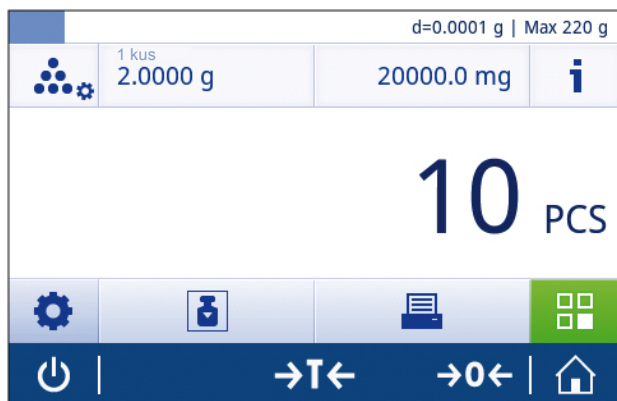 d=0.0001 g | Max 220 g
1 kus
2.0000 g
20000.0 mg
i
10 PCS
→T←
→0←